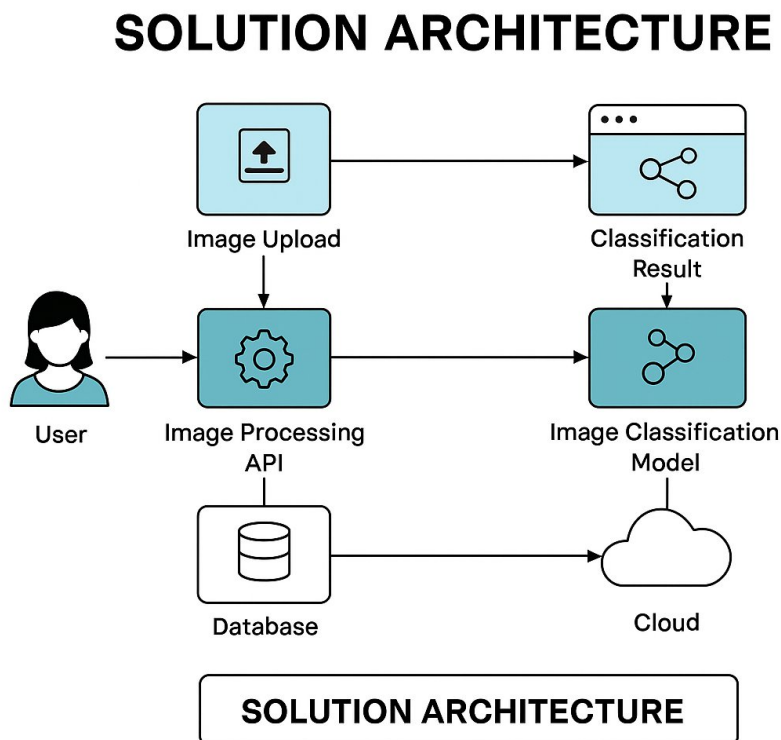 SOLUTION ARCHITECTURE
Image Upload
Classification
Result
User
Image Processing
API
Image Classification
Model
Database
Cloud
SOLUTION ARCHITECTURE